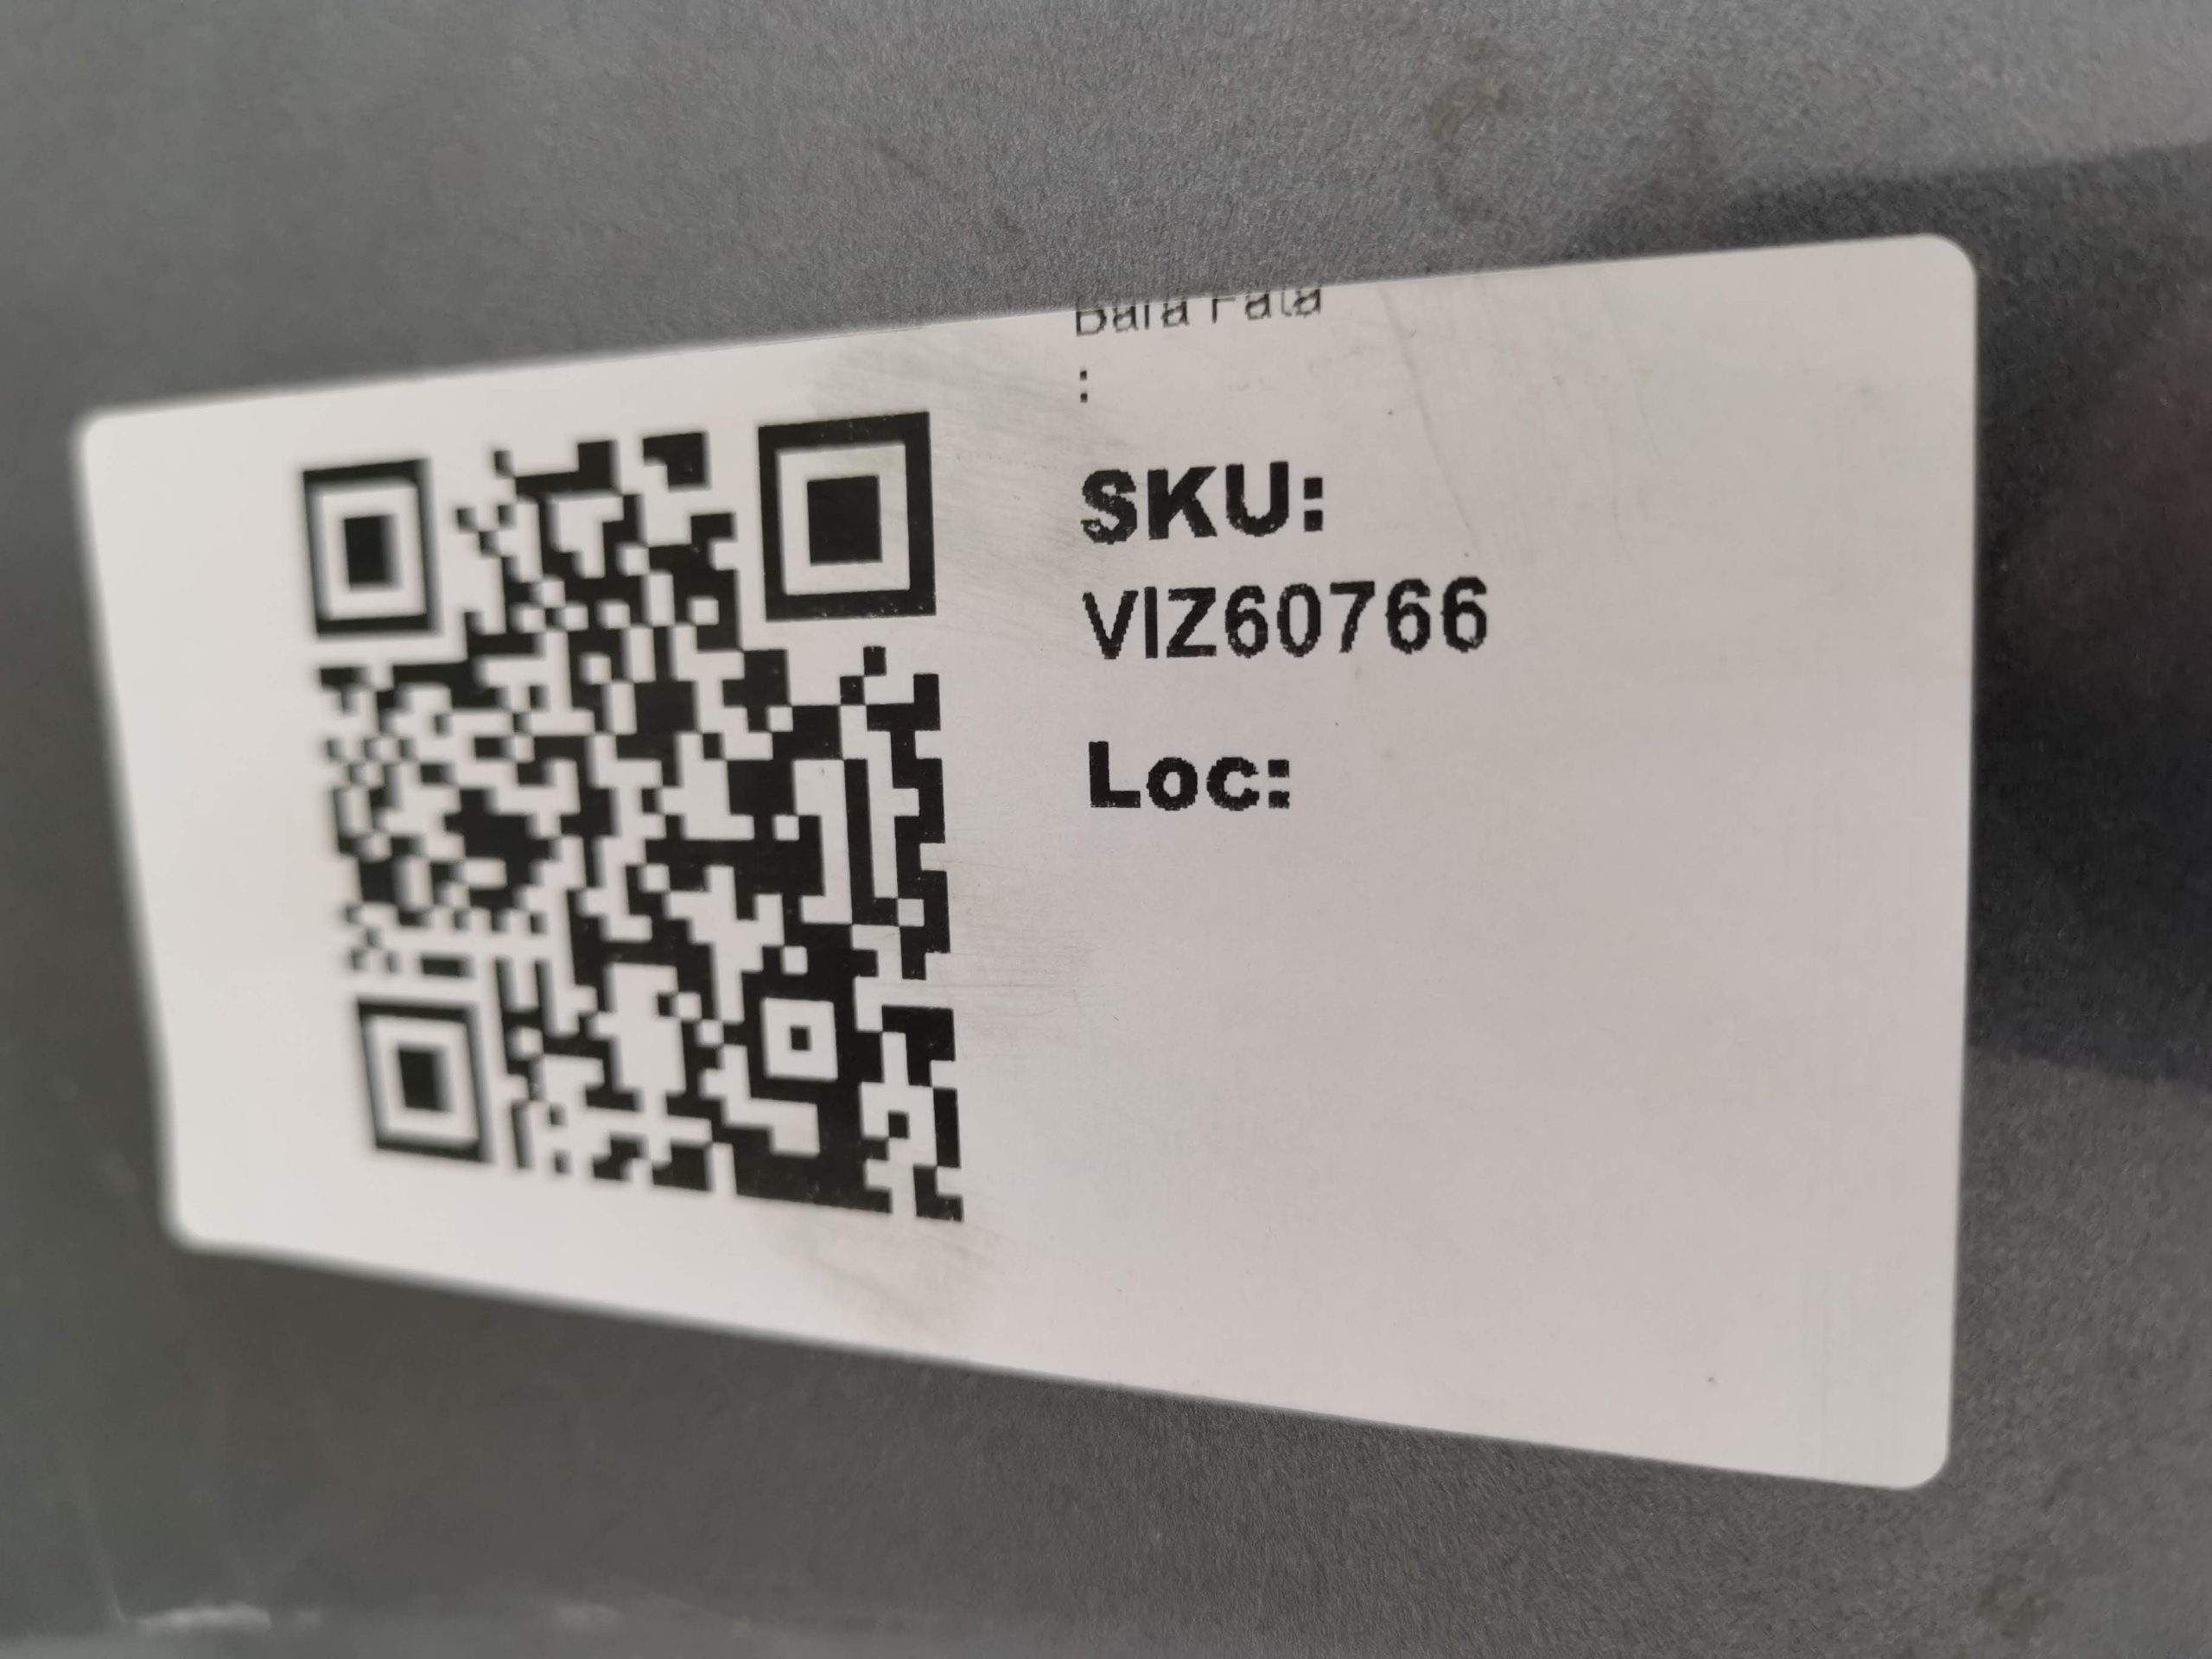 Bara Fata
:
SKU:
VIZ60766
Loc: